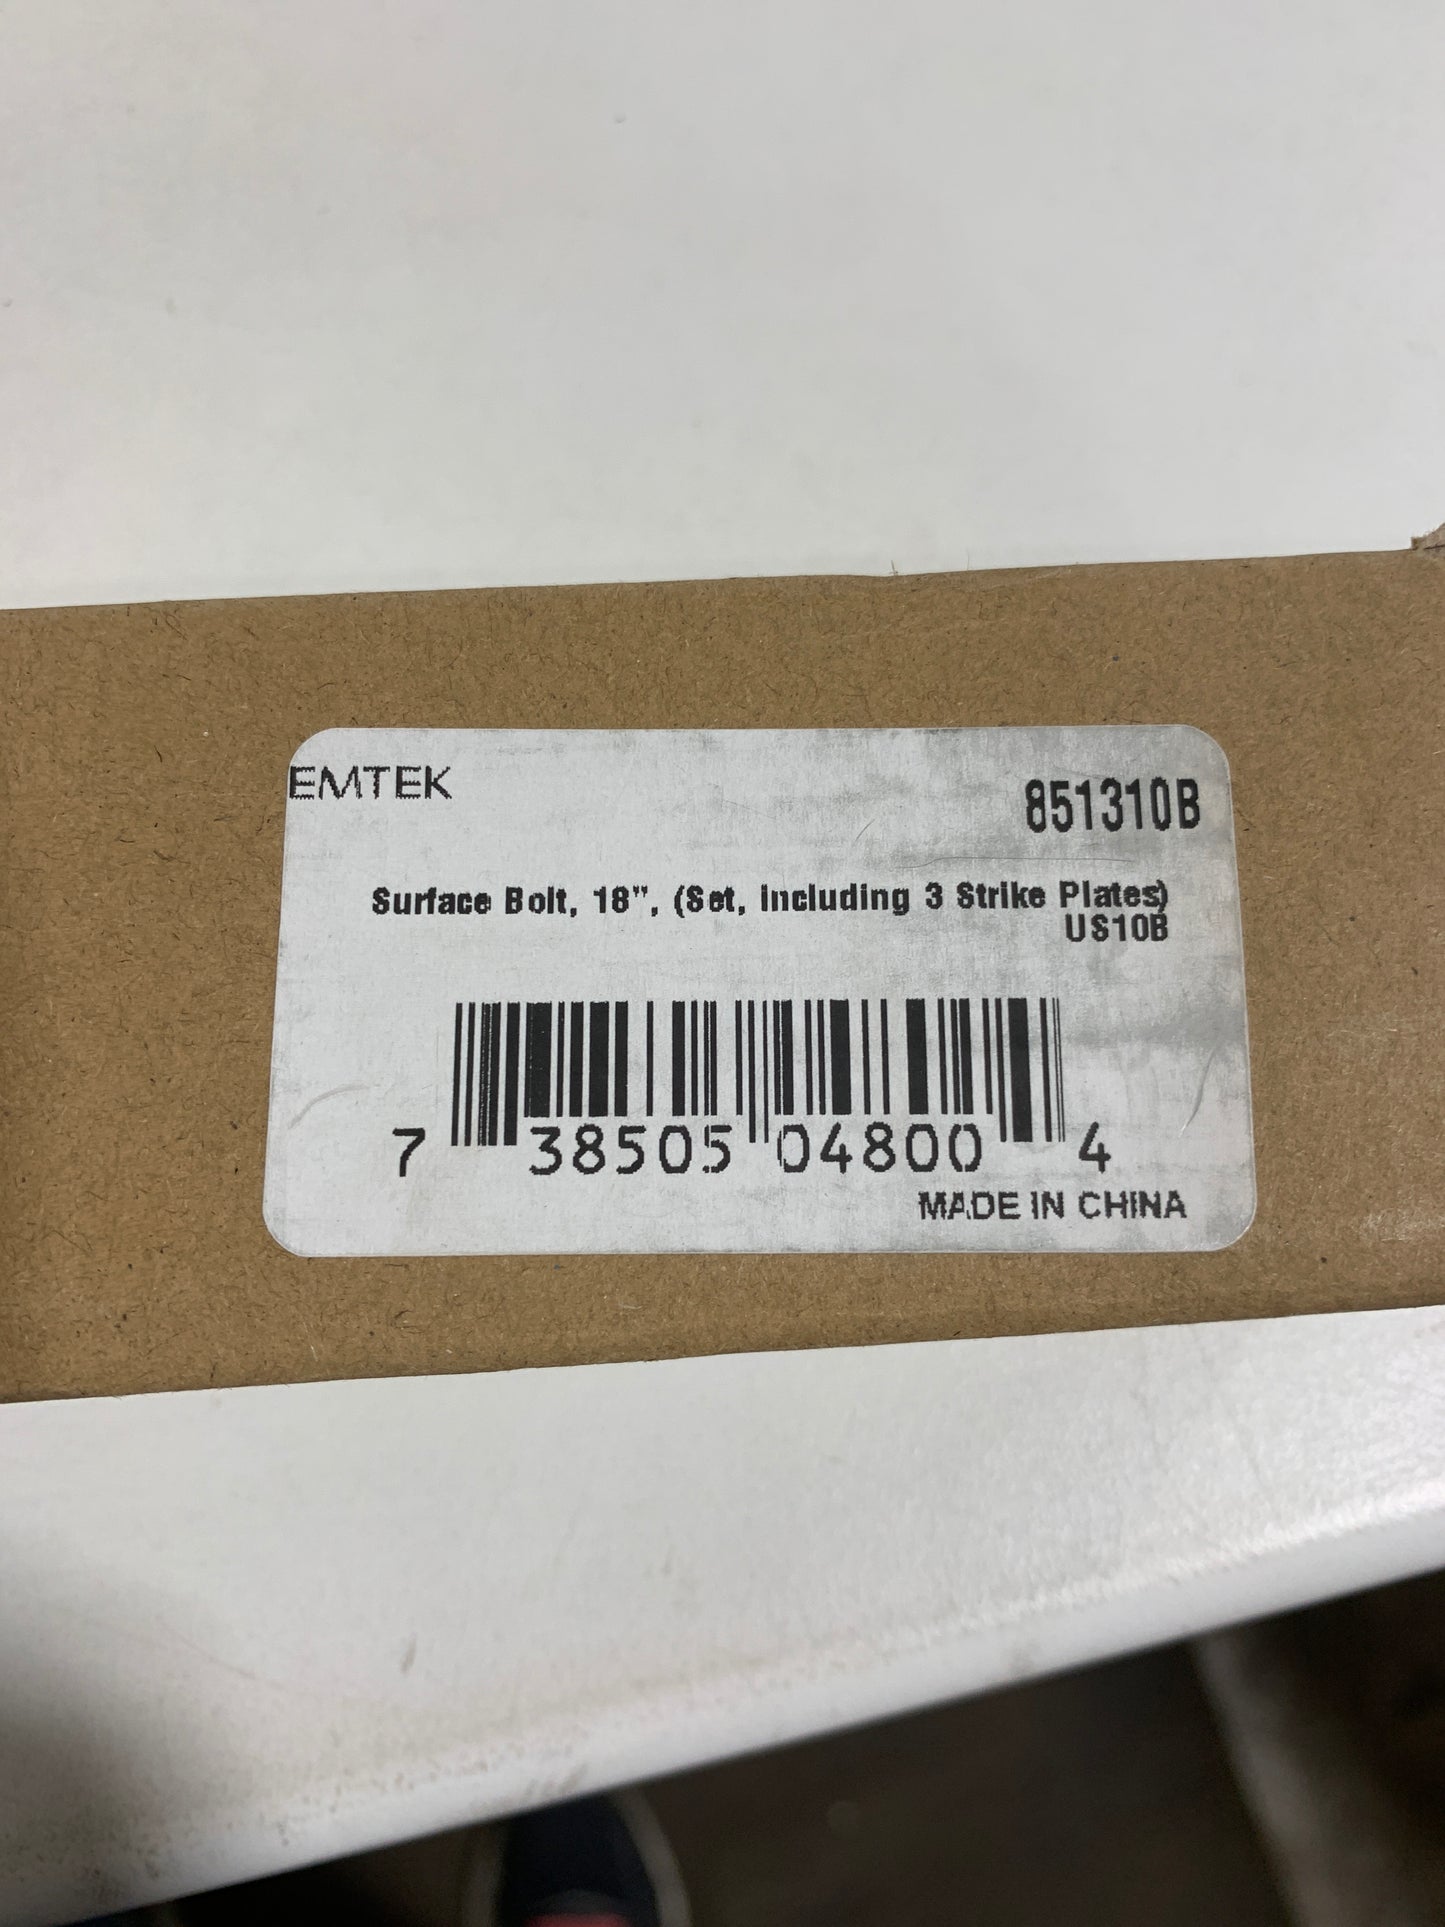 EMTEK
851310B
Surface Bolt, 18", (Set, Including 3 Strike Plates)
US10B
7 38505 04800 4
MADE IN CHINA